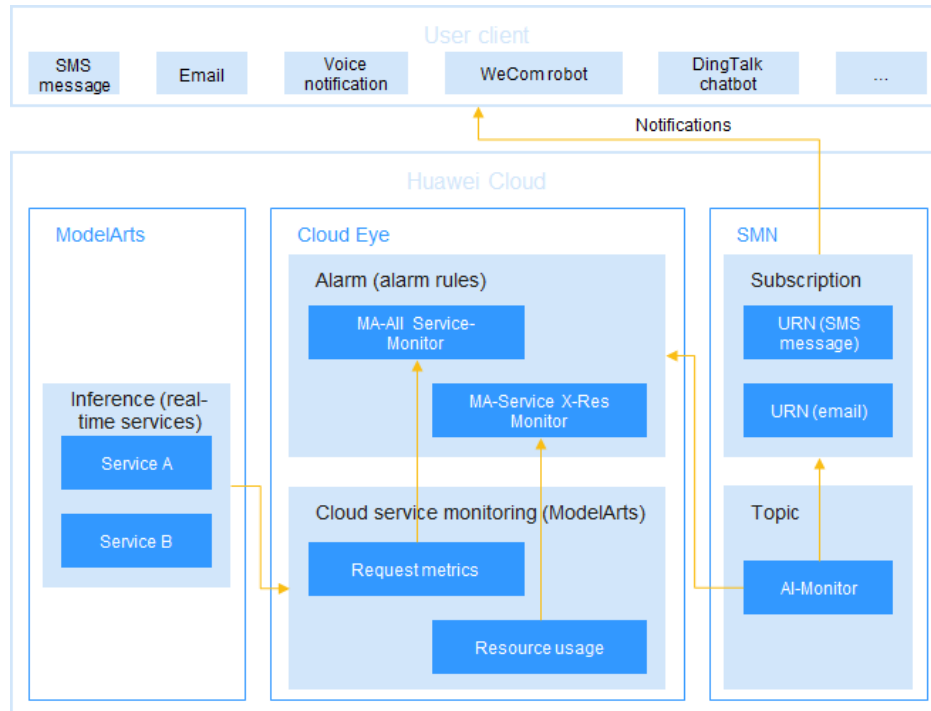 User client
SMS
message
Email
Voice
notification
WeCom robot
DingTalk
chatbot
...
Notifications
Huawei Cloud
ModelArts
Inference (real-
time services)
Service A
Service B
Cloud Eye
Alarm (alarm rules)
MA-All Service-
Monitor
MA-Service X-Res
Monitor
Cloud service monitoring (ModelArts)
Request metrics
Resource usage
SMN
Subscription
URN (SMS
message)
URN (email)
Topic
AI-Monitor